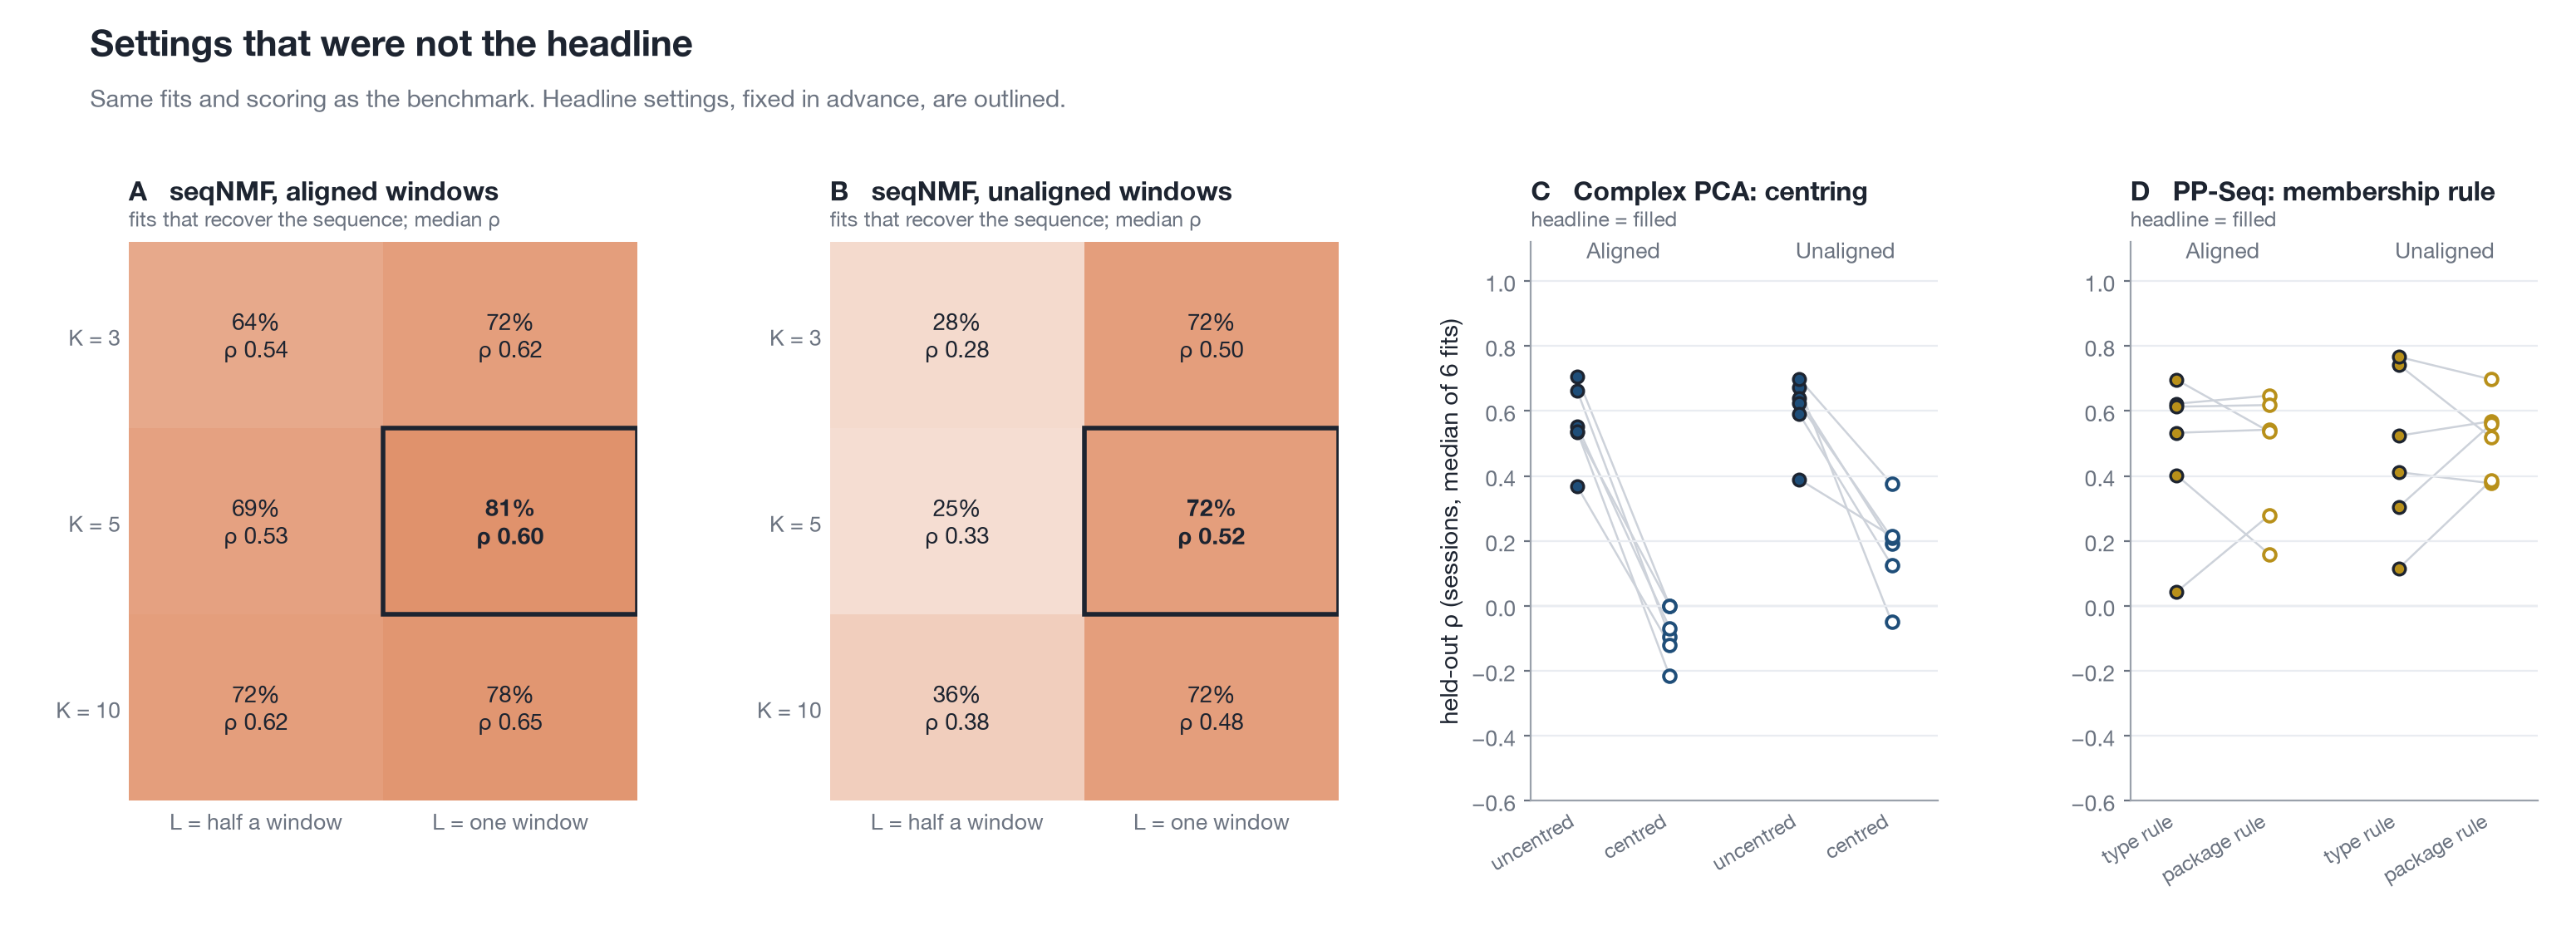 Settings that were not the headline
Same fits and scoring as the benchmark. Headline settings, fixed in advance, are outlined.
A seqNMF, aligned windows
fits that recover the sequence; median ρ
K = 3
64%
ρ 0.54
72%
ρ 0.62
K = 5
69%
ρ 0.53
81%
ρ 0.60
K = 10
72%
ρ 0.62
78%
ρ 0.65
L = half a window
L = one window
B seqNMF, unaligned windows
fits that recover the sequence; median ρ
K = 3
28%
ρ 0.28
72%
ρ 0.50
K = 5
25%
ρ 0.33
72%
ρ 0.52
K = 10
36%
ρ 0.38
72%
ρ 0.48
L = half a window
L = one window
C Complex PCA: centring
headline = filled
Aligned
Unaligned
held-out ρ (sessions, median of 6 fits)
1.0
0.8
0.6
0.4
0.2
0.0
−0.2
−0.4
−0.6
uncentred
centred
uncentred
centred
D PP-Seq: membership rule
headline = filled
Aligned
Unaligned
1.0
0.8
0.6
0.4
0.2
0.0
−0.2
−0.4
−0.6
type rule
package rule
type rule
package rule